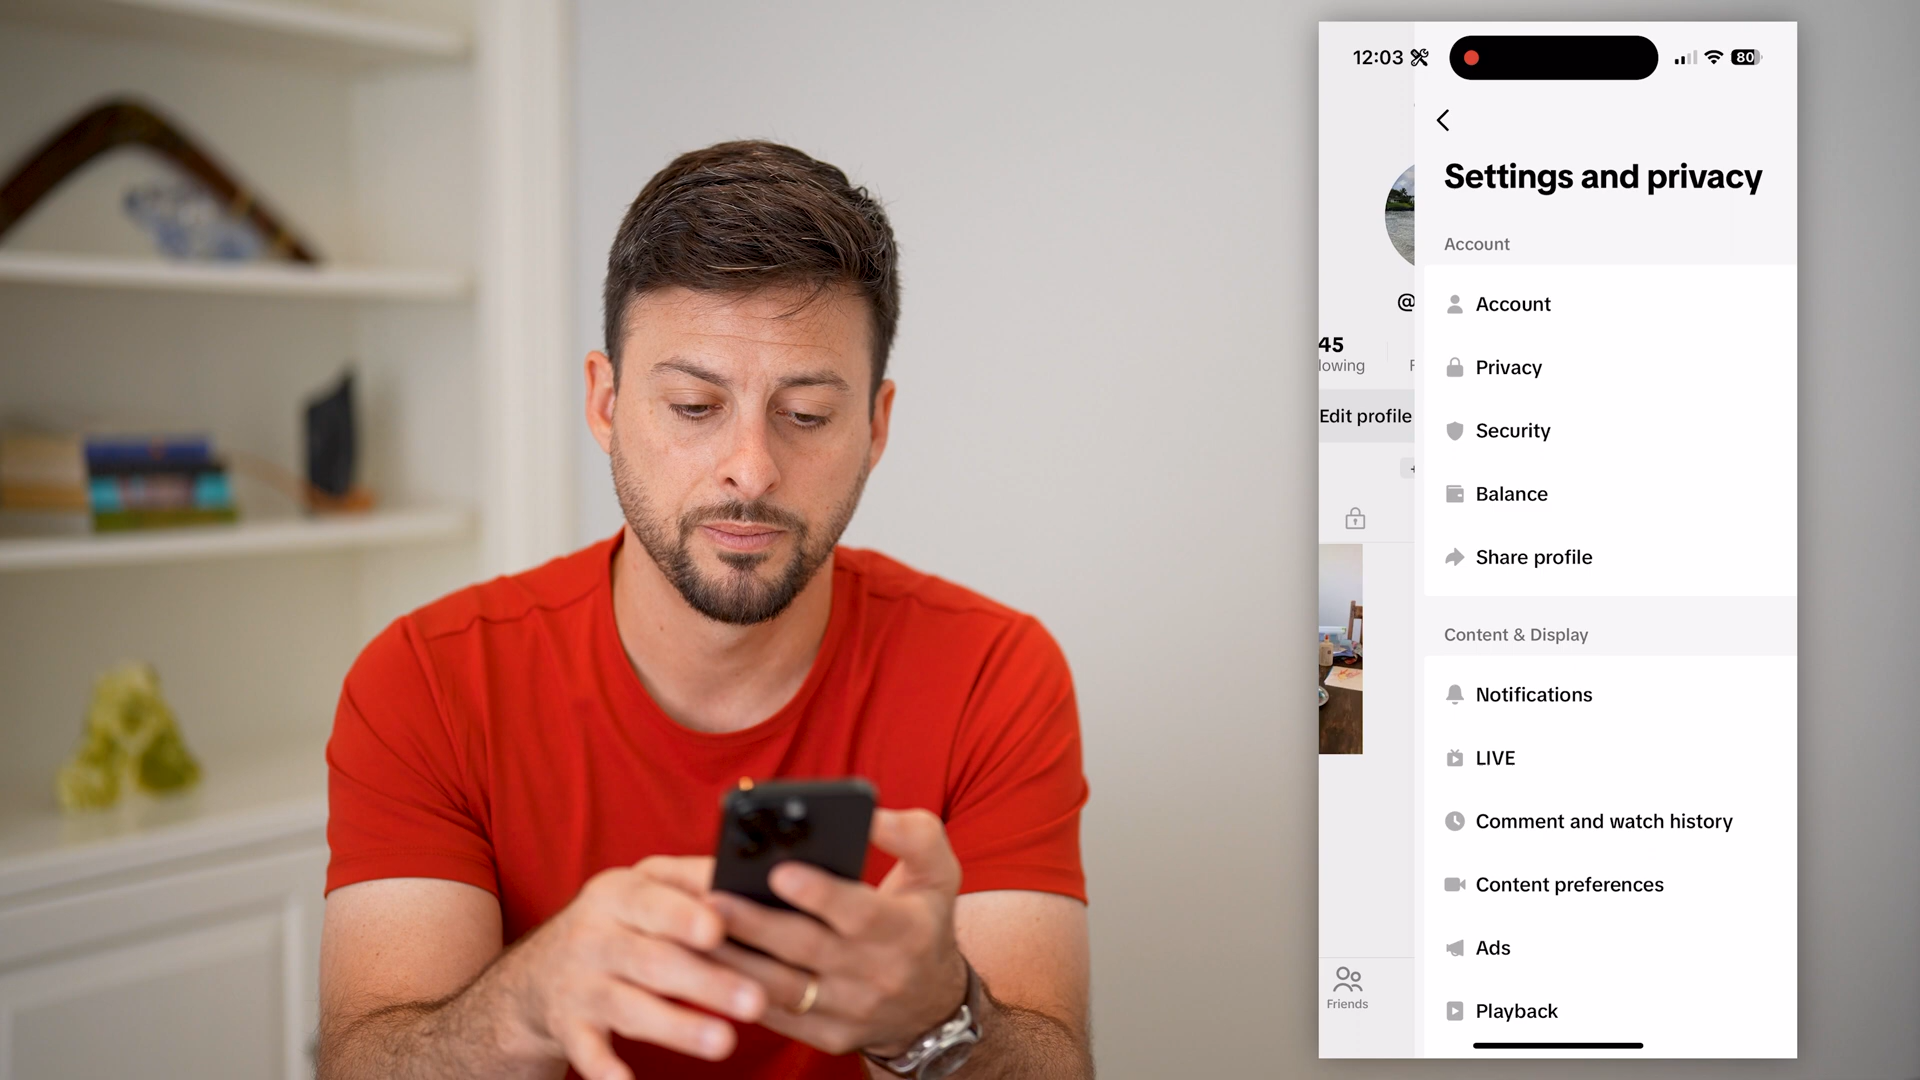 12:03
80
Settings and privacy
Account
Account
Privacy
Security
Balance
Share profile
Content & Display
Notifications
LIVE
Comment and watch history
Content preferences
Ads
Playback
@
45
lowing
F
Edit profile
+
Friends